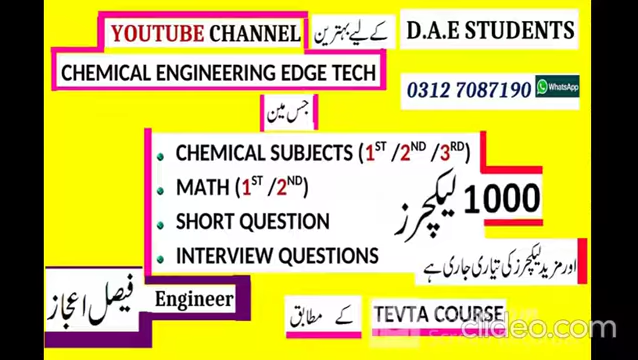 YOUTUBE CHANNEL کے لیے بہترین D.A.E STUDENTS
CHEMICAL ENGINEERING EDGE TECH
0312 7087190 WhatsApp
جس مین
CHEMICAL SUBJECTS (1ST /2ND /3RD)
MATH (1ST /2ND)
1000 لیکچرز
SHORT QUESTION
INTERVIEW QUESTIONS
اور مزید لیکچرز کی تیاری جاری ہے
فیصل اعجاز Engineer
کے مطابق TEVTA COURSE
clideo.com